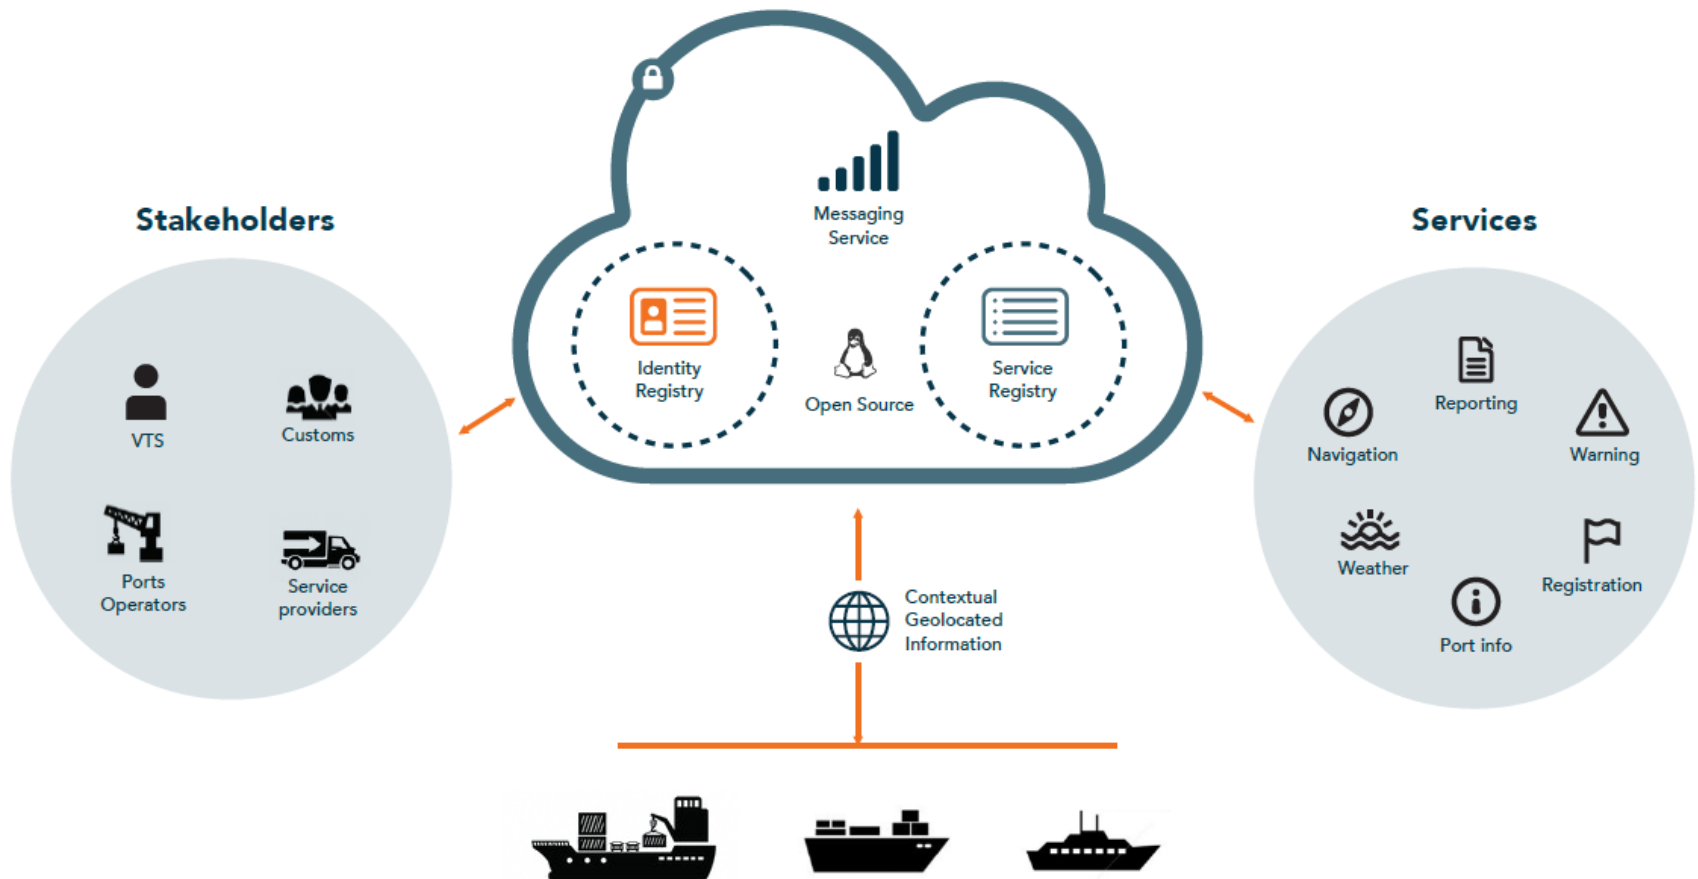 Stakeholders
VTS
Customs
Ports
Operators
Service
providers
Messaging
Service
Identity
Registry
Open Source
Service
Registry
Contextual
Geolocated
Information
Services
Reporting
Navigation
Warning
Weather
Registration
Port info